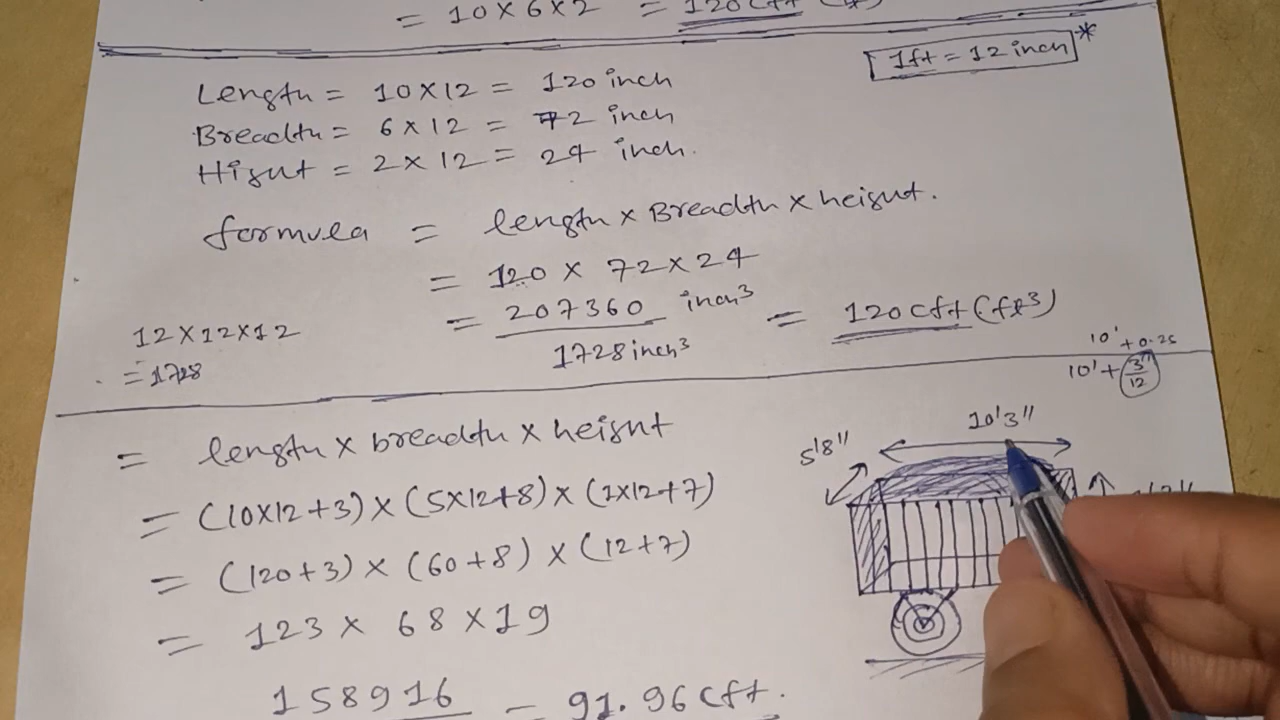 = 10 X 6 X 2 = 120 Cft
1ft = 12 inch *
Length = 10 X 12 = 120 inch
Breadth = 6 X 12 = 72 inch
Hight = 2 X 12 = 24 inch.
formula = length X Breadth X height.
= 120 X 72 X 24
= 207360 inch³ = 120 Cft (ft³)
1728 inch³
12 X 12 X 12
= 1728
10' + 0.25
10' + 3"/12
= length X breadth X height
= (10X12+3) X (5X12+8) X (1X12+7)
= (120+3) X (60+8) X (12+7)
= 123 X 68 X 19
158916 = 91.96 Cft.
10'3"
5'8"